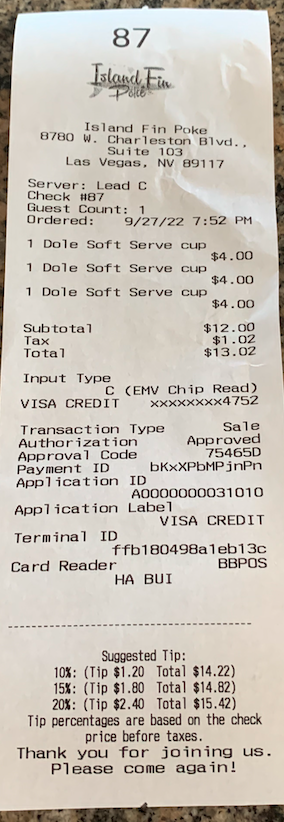 87
Island Fin
Poké
Island Fin Poke
8780 W. Charleston Blvd.,
Suite 103
Las Vegas, NV 89117
Server: Lead C
Check #87
Guest Count: 1
Ordered: 9/27/22 7:52 PM
1 Dole Soft Serve cup
$4.00
1 Dole Soft Serve cup
$4.00
1 Dole Soft Serve cup
$4.00
Subtotal $12.00
Tax $1.02
Total $13.02
Input Type
C (EMV Chip Read)
VISA CREDIT xxxxxxxx4752
Transaction Type Sale
Authorization Approved
Approval Code 75465D
Payment ID bKxXPbMPjnPn
Application ID
A0000000031010
Application Label
VISA CREDIT
Terminal ID
ffb180498a1eb13c
Card Reader BBPOS
HA BUI
Suggested Tip:
10%: (Tip $1.20 Total $14.22)
15%: (Tip $1.80 Total $14.82)
20%: (Tip $2.40 Total $15.42)
Tip percentages are based on the check
price before taxes.
Thank you for joining us.
Please come again!